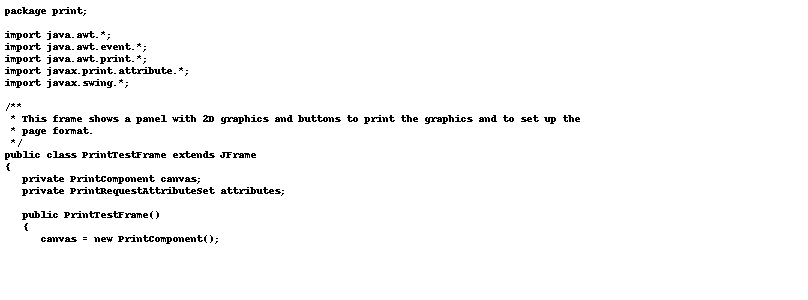 package print;

import java.awt.*;
import java.awt.event.*;
import java.awt.print.*;
import javax.print.attribute.*;
import javax.swing.*;

/**
 * This frame shows a panel with 2D graphics and buttons to print the graphics and to set up the
 * page format.
 */
public class PrintTestFrame extends JFrame
{
   private PrintComponent canvas;
   private PrintRequestAttributeSet attributes;

   public PrintTestFrame()
   {
      canvas = new PrintComponent();